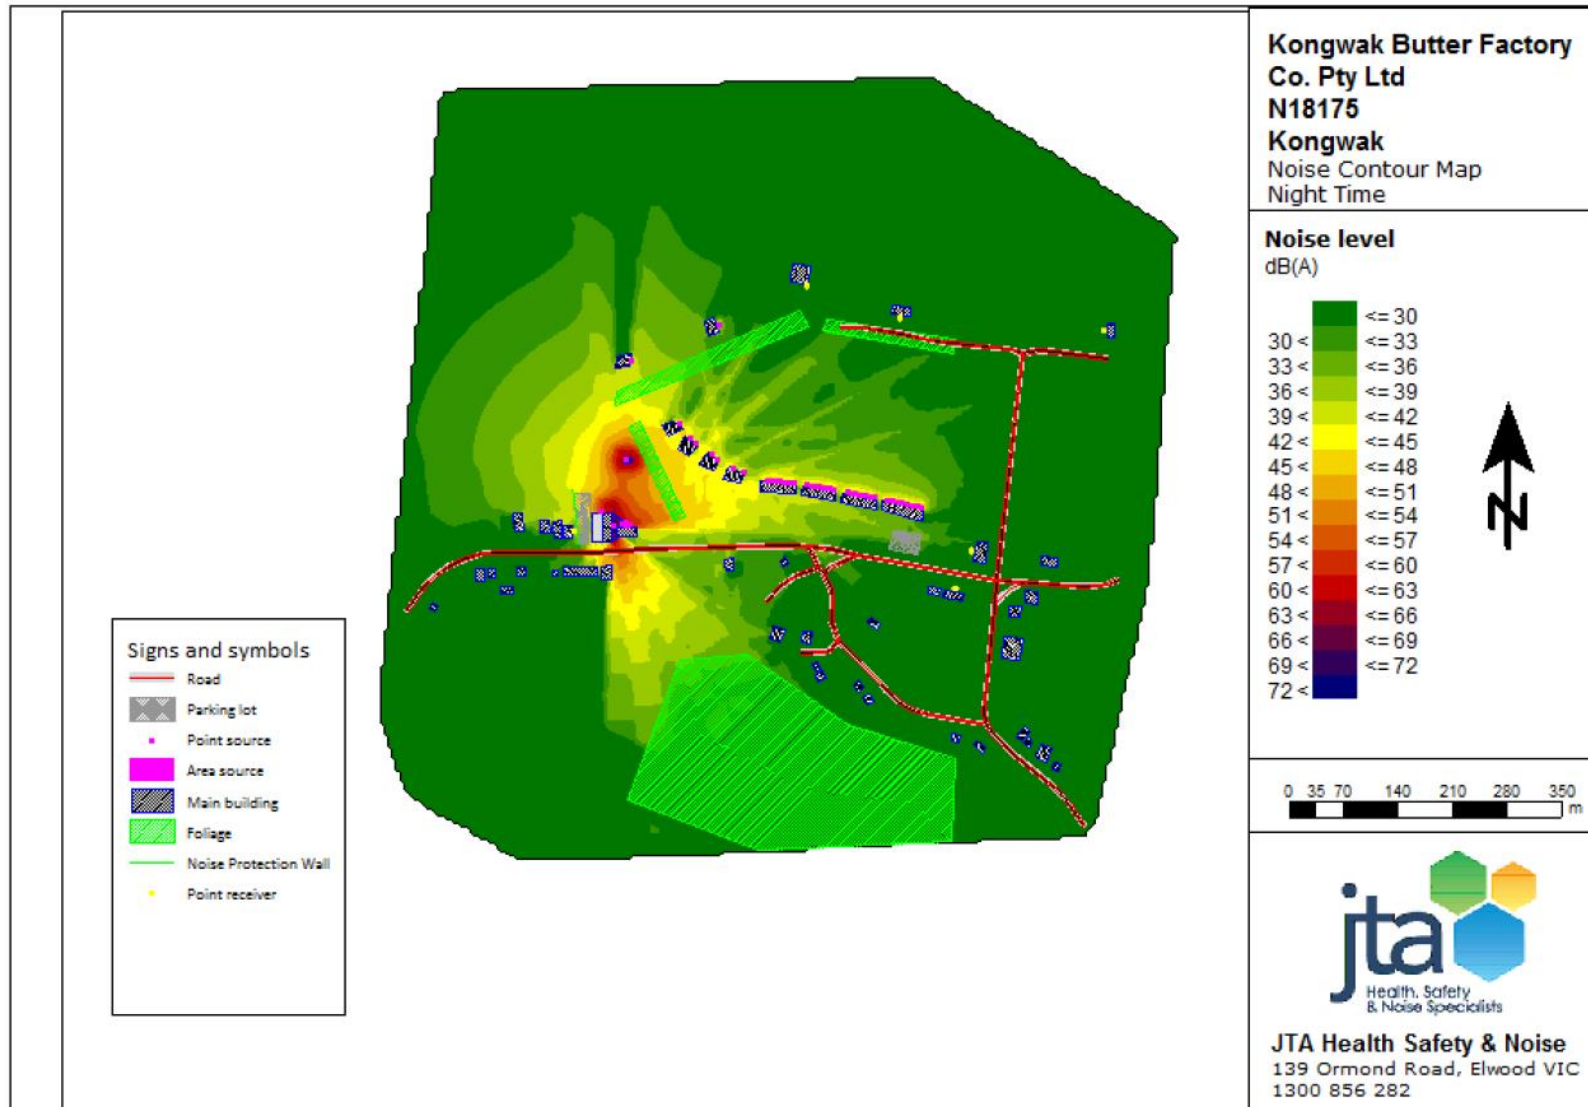 Kongwak Butter Factory
Co. Pty Ltd
N18175
Kongwak
Noise Contour Map
Night Time
Noise level
dB(A)
<= 30
30 < <= 33
33 < <= 36
36 < <= 39
39 < <= 42
42 < <= 45
45 < <= 48
48 < <= 51
51 < <= 54
54 < <= 57
57 < <= 60
60 < <= 63
63 < <= 66
66 < <= 69
69 < <= 72
72 <
N
0 35 70 140 210 280 350
m
Signs and symbols
Road
Parking lot
Point source
Area source
Main building
Foliage
Noise Protection Wall
Point receiver
jta
Health, Safety
& Noise Specialists
JTA Health Safety & Noise
139 Ormond Road, Elwood VIC
1300 856 282